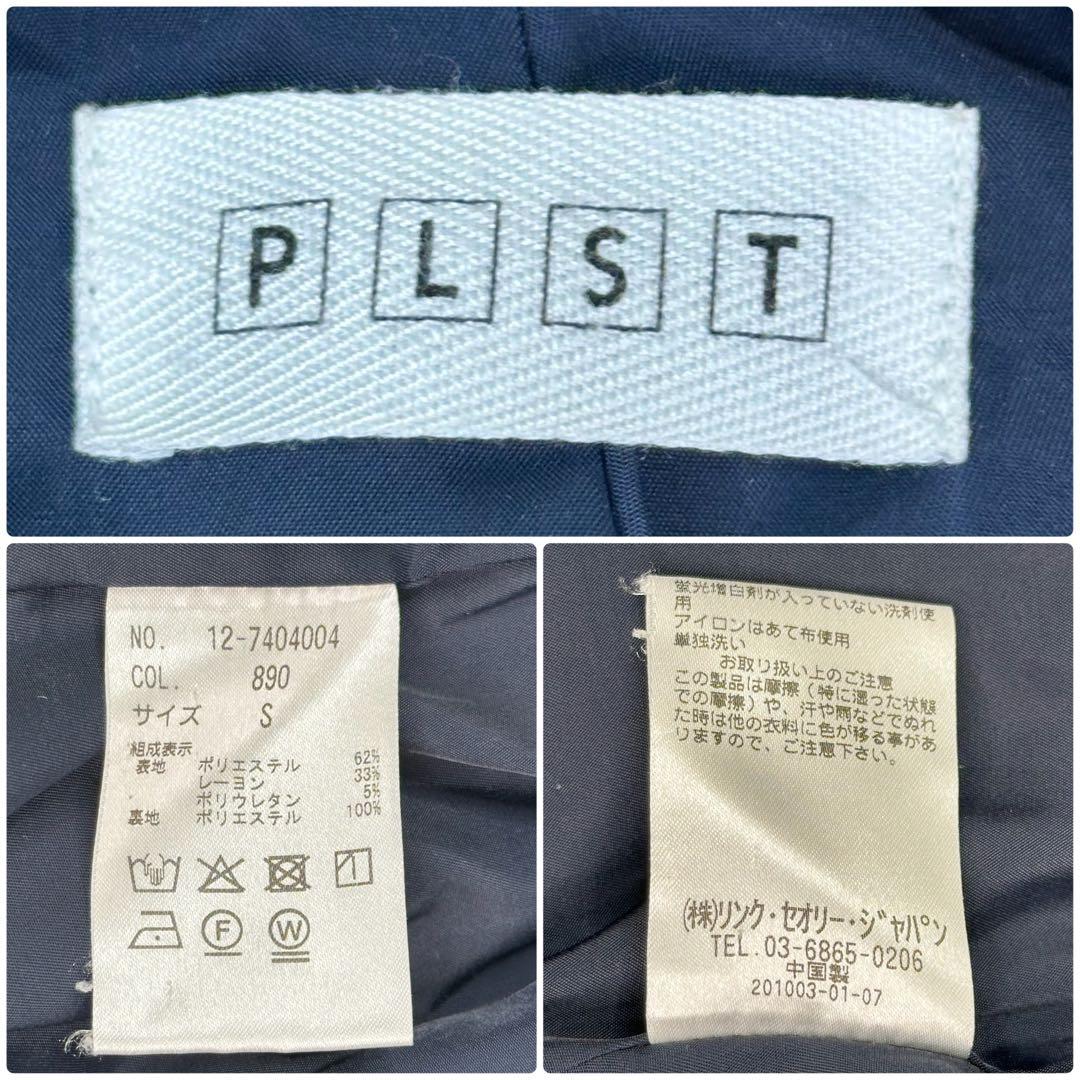 PLST
NO. 12-7404004
COL. 890
サイズ S
組成表示
表地 ポリエステル 62%
レーヨン 33%
ポリウレタン 5%
裏地 ポリエステル 100%
F W
蛍光増白剤が入っていない洗剤使
用
アイロンはあて布使用
単独洗い
お取り扱い上のご注意
この製品は摩擦(特に湿った状態
での摩擦)や、汗や雨などでぬれ
た時は他の衣料に色が移る事があ
りますので、ご注意下さい。
(株)リンク・セオリー・ジャパン
TEL. 03-6865-0206
中国製
201003-01-07